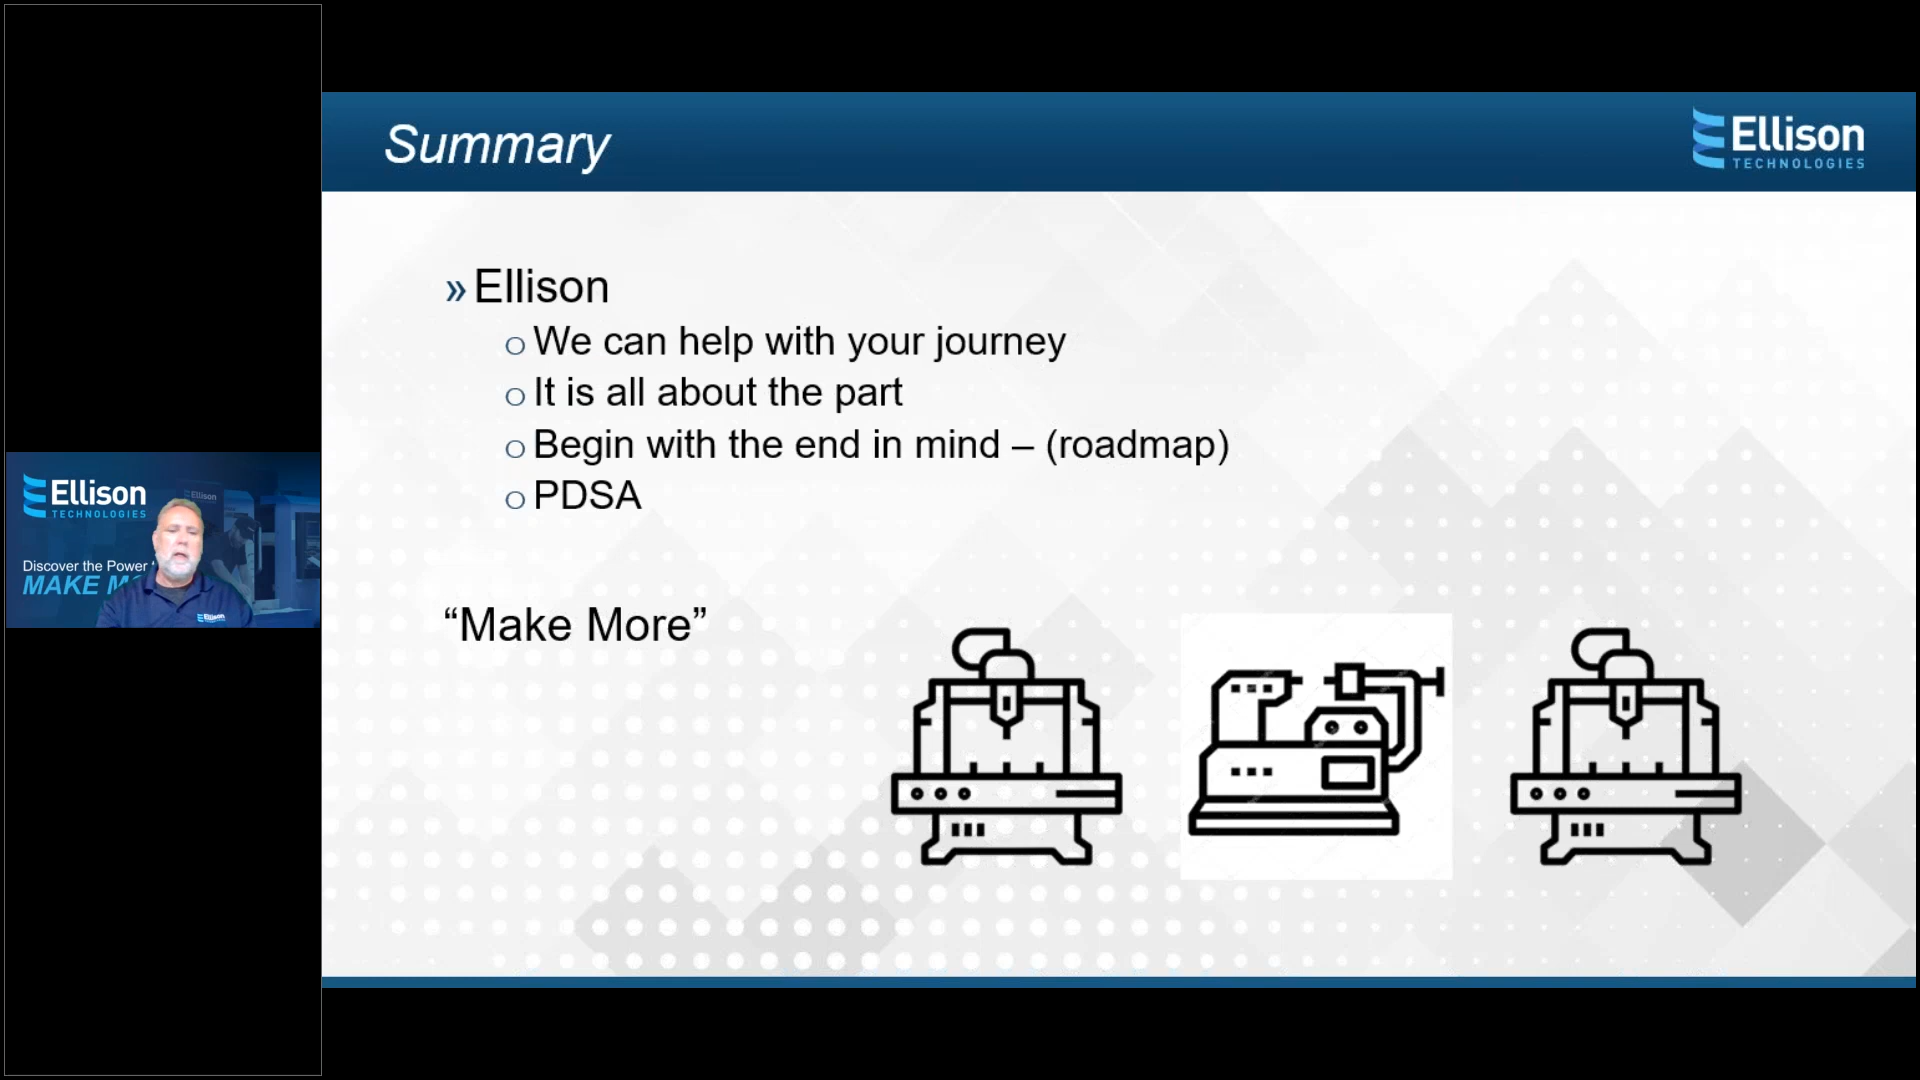 Summary
Ellison
TECHNOLOGIES
» Ellison
o We can help with your journey
o It is all about the part
o Begin with the end in mind – (roadmap)
o PDSA
“Make More”
Ellison
TECHNOLOGIES
Ellison
Discover the Power
MAKE
Ellison